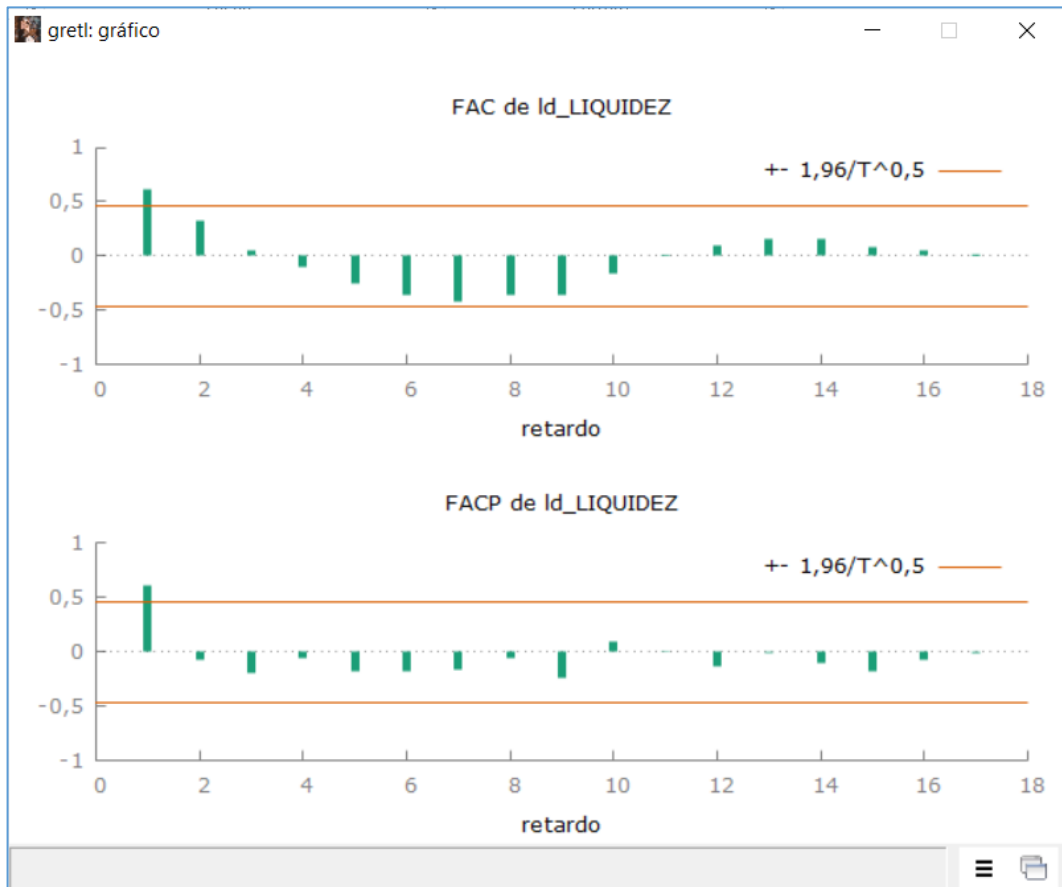 gretl: gráfico
FAC de ld_LIQUIDEZ
+- 1,96/T^0,5
1
0,5
0
-0,5
-1
0 2 4 6 8 10 12 14 16 18
retardo
FACP de ld_LIQUIDEZ
+- 1,96/T^0,5
1
0,5
0
-0,5
-1
0 2 4 6 8 10 12 14 16 18
retardo